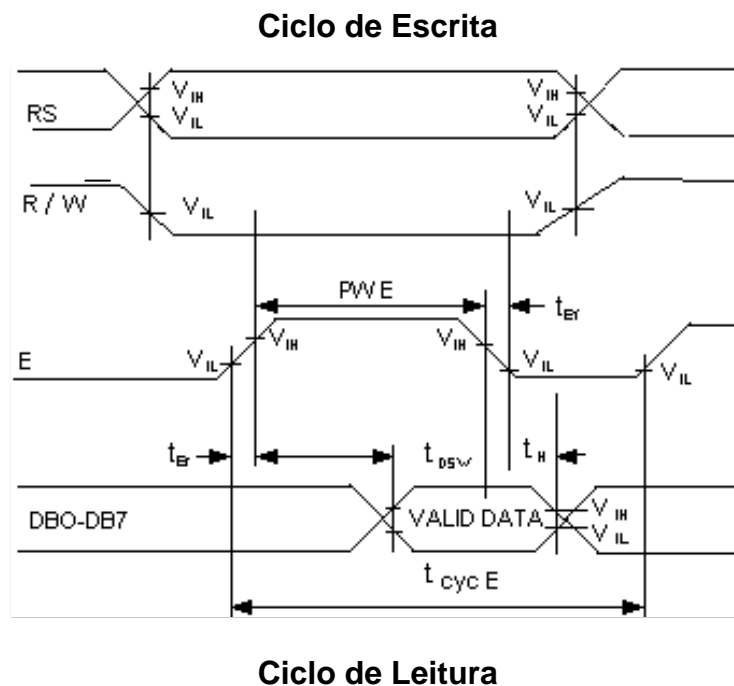 Ciclo de Escrita
RS
V IH
V IL
V IH
V IL
R / W
V IL
V IL
PW E
t Er
E
V IL
V IH
V IH
V IL
V IL
t Er
t DSW
t H
DBO-DB7
VALID DATA
V IH
V IL
t cyc E
Ciclo de Leitura